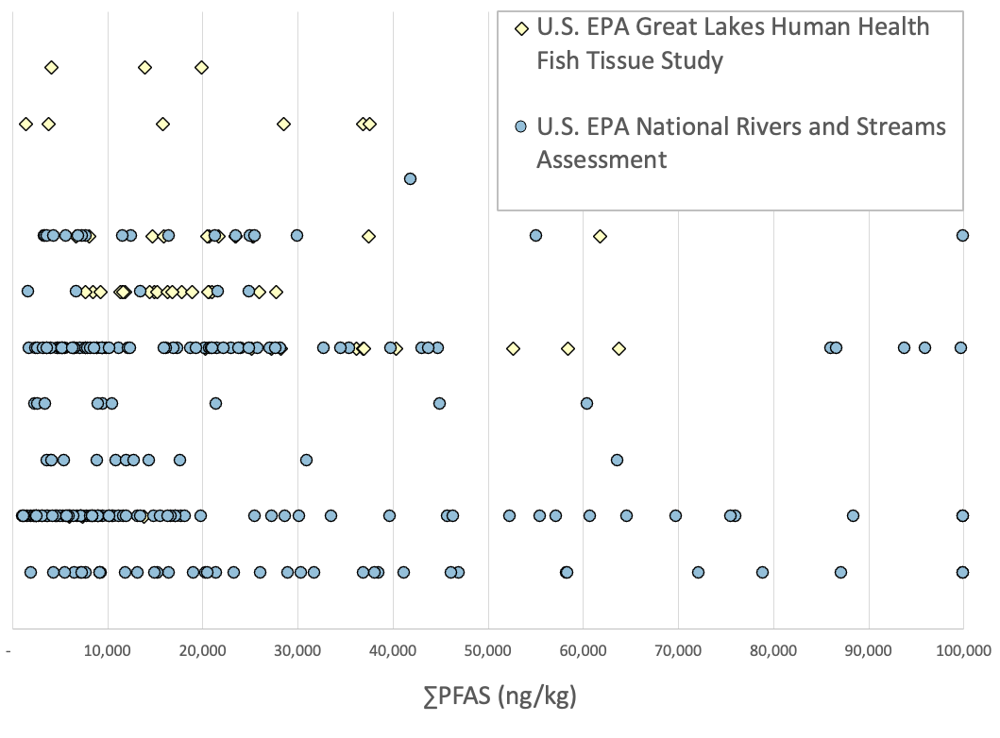 U.S. EPA Great Lakes Human Health
Fish Tissue Study
U.S. EPA National Rivers and Streams
Assessment
- 10,000 20,000 30,000 40,000 50,000 60,000 70,000 80,000 90,000 100,000
∑PFAS (ng/kg)